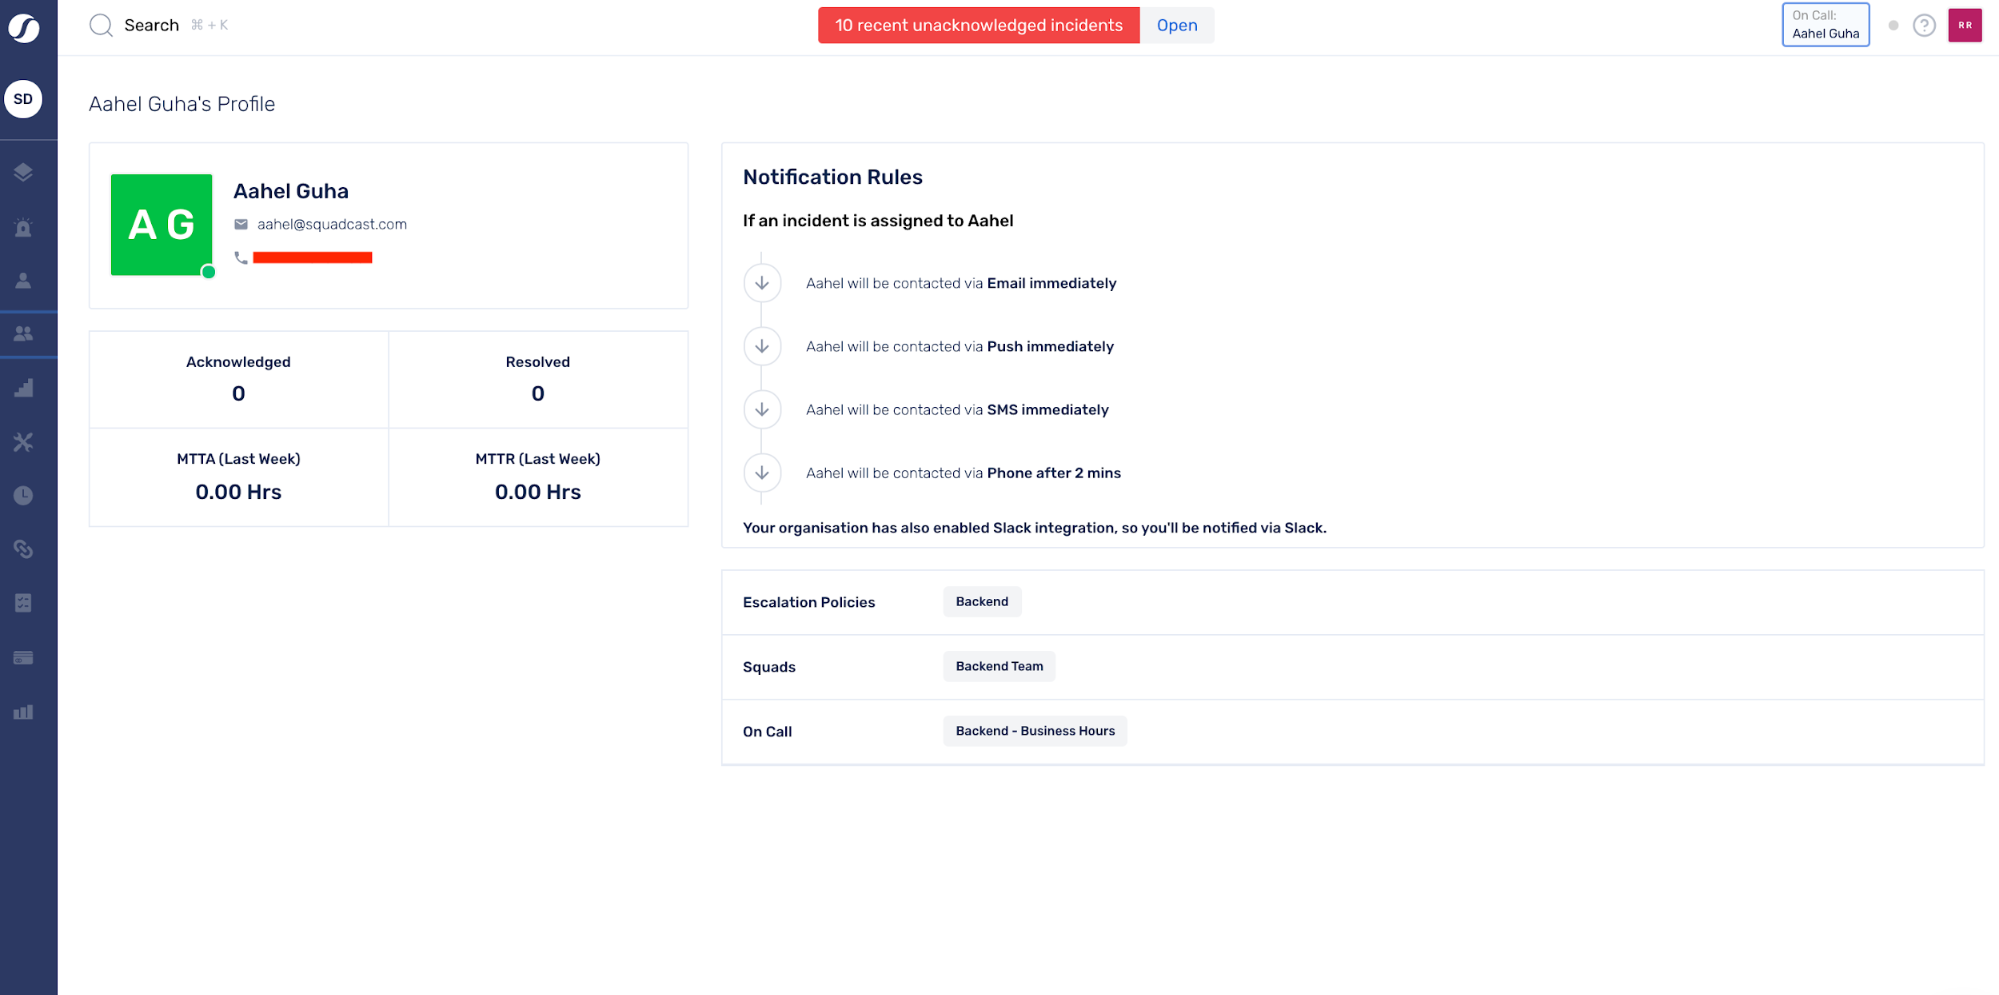 Search ⌘ + K
10 recent unacknowledged incidents Open
On Call:
Aahel Guha
RR
SD
Aahel Guha's Profile
AG
Aahel Guha
aahel@squadcast.com
Acknowledged
0
Resolved
0
MTTA (Last Week)
0.00 Hrs
MTTR (Last Week)
0.00 Hrs
Notification Rules
If an incident is assigned to Aahel
Aahel will be contacted via Email immediately
Aahel will be contacted via Push immediately
Aahel will be contacted via SMS immediately
Aahel will be contacted via Phone after 2 mins
Your organisation has also enabled Slack integration, so you'll be notified via Slack.
Escalation Policies Backend
Squads Backend Team
On Call Backend - Business Hours